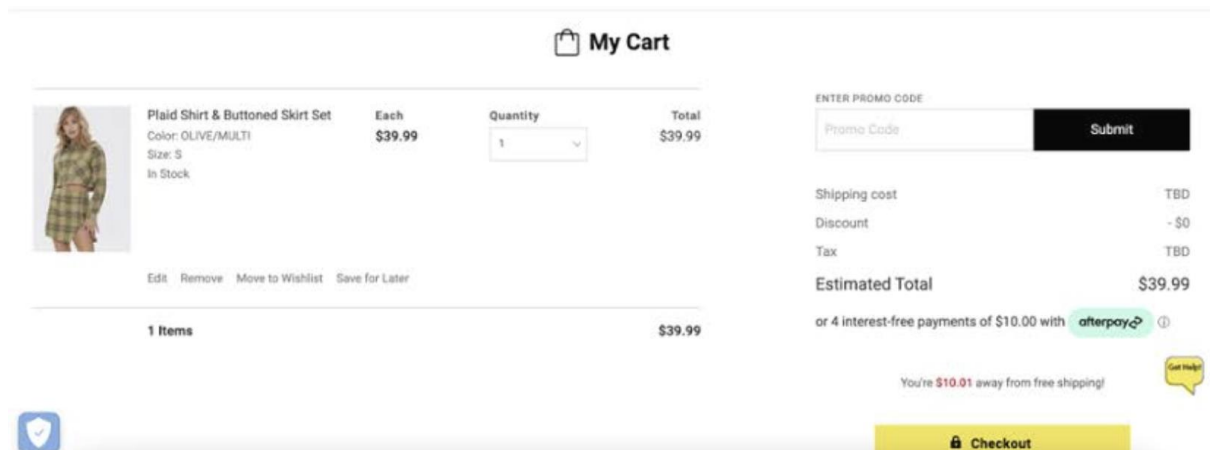 My Cart
Plaid Shirt & Buttoned Skirt Set
Each
Quantity
Total
Color: OLIVE/MULTI
$39.99
1
$39.99
Size: S
In Stock
Edit Remove Move to Wishlist Save for Later
1 Items
$39.99
ENTER PROMO CODE
Promo Code
Submit
Shipping cost
TBD
Discount
- $0
Tax
TBD
Estimated Total
$39.99
or 4 interest-free payments of $10.00 with afterpay
You're $10.01 away from free shipping!
Get Help!
Checkout